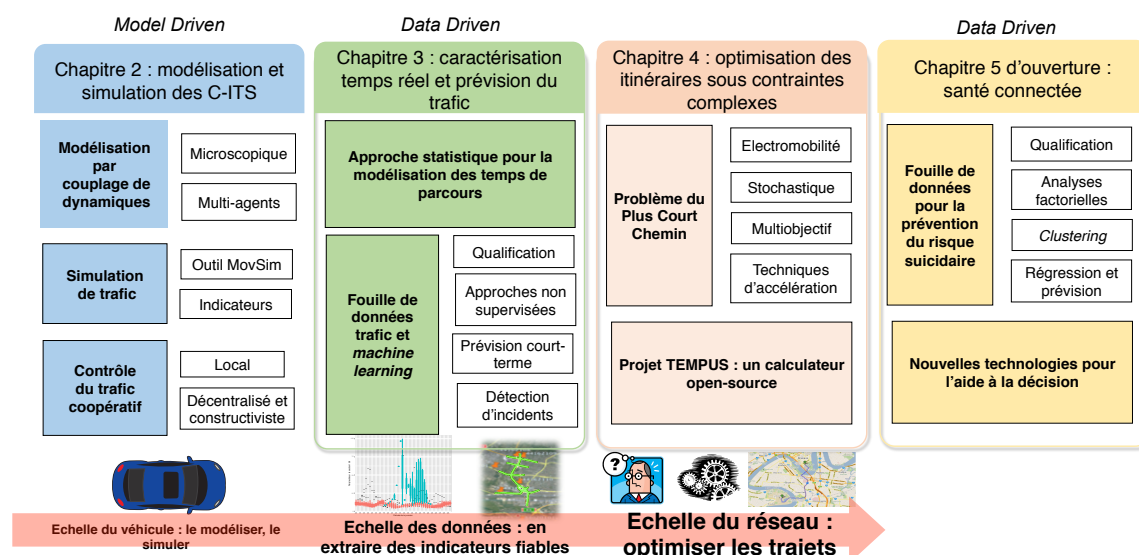 Model Driven
Data Driven
Data Driven
Chapitre 2 : modélisation et
simulation des C-ITS
Modélisation
par
couplage de
dynamiques
Microscopique
Multi-agents
Simulation
de trafic
Outil MovSim
Indicateurs
Contrôle
du trafic
coopératif
Local
Décentralisé et
constructiviste
Chapitre 3 : caractérisation
temps réel et prévision du
trafic
Approche statistique pour la
modélisation des temps de
parcours
Fouille de
données
trafic et
machine
learning
Qualification
Approches non
supervisées
Prévision court-
terme
Détection
d'incidents
Chapitre 4 : optimisation des
itinéraires sous contraintes
complexes
Problème du
Plus Court
Chemin
Electromobilité
Stochastique
Multiobjectif
Techniques
d'accélération
Projet TEMPUS : un calculateur
open-source
Chapitre 5 d'ouverture :
santé connectée
Fouille de
données
pour la
prévention
du risque
suicidaire
Qualification
Analyses
factorielles
Clustering
Régression et
prévision
Nouvelles technologies pour
l'aide à la décision
?
Echelle du véhicule : le modéliser, le
simuler
Echelle des données : en
extraire des indicateurs fiables
Echelle du réseau :
optimiser les trajets